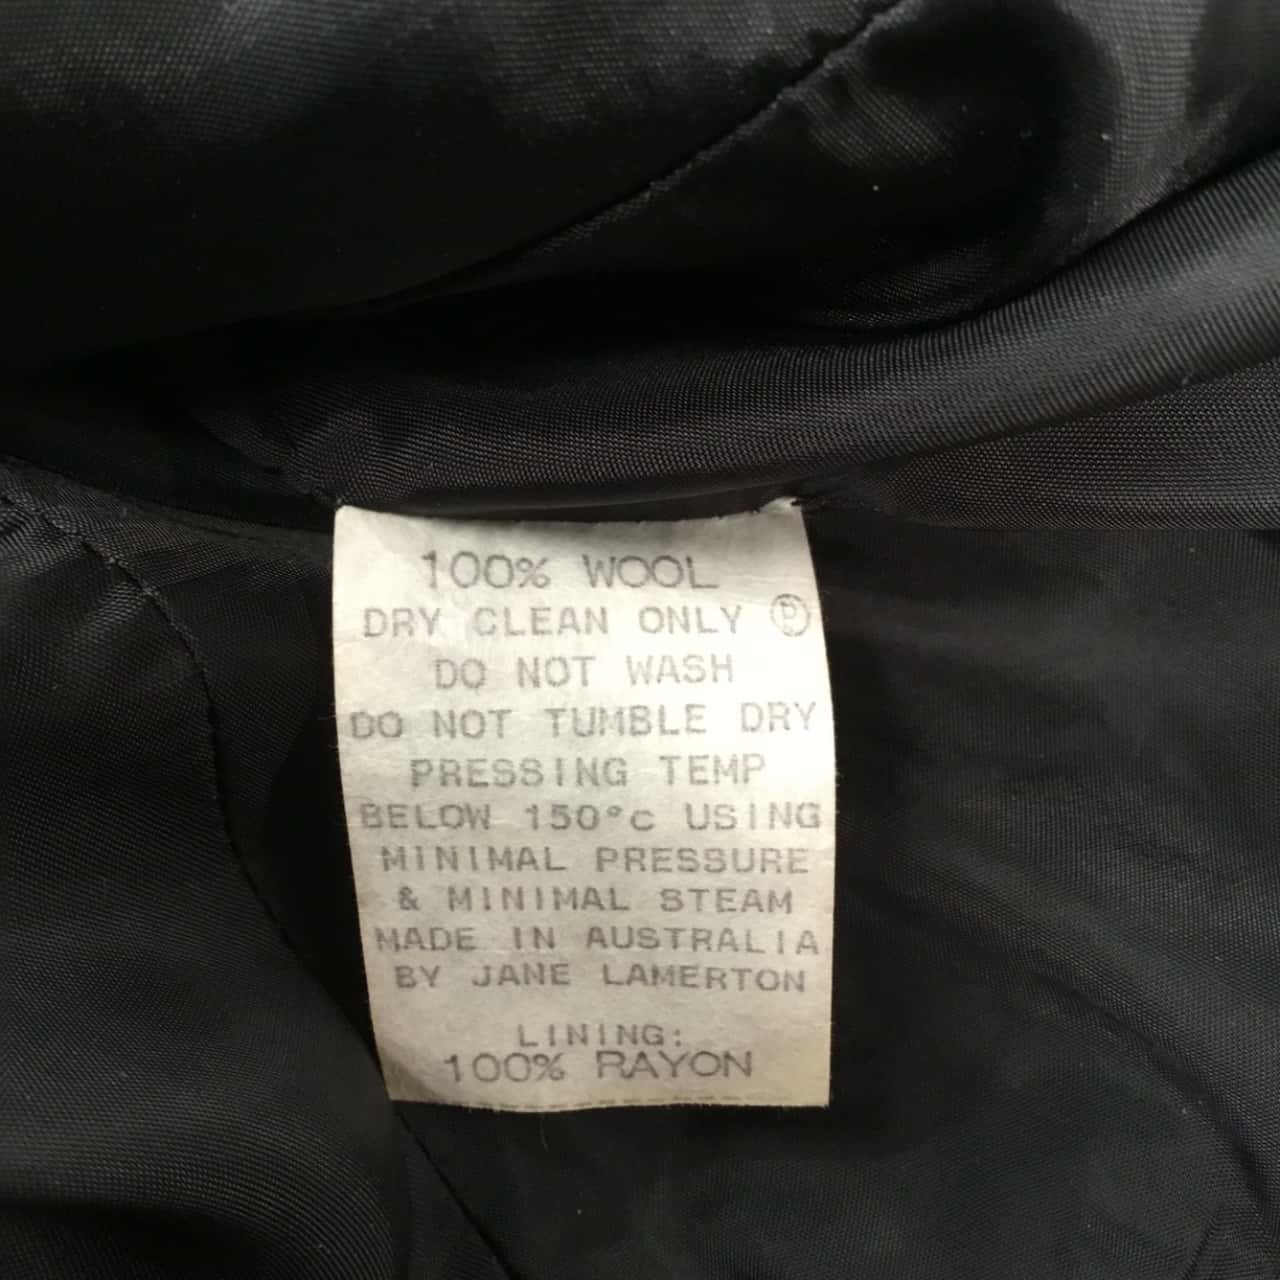 100% WOOL
DRY CLEAN ONLY Ⓟ
DO NOT WASH
DO NOT TUMBLE DRY
PRESSING TEMP
BELOW 150°C USING
MINIMAL PRESSURE
& MINIMAL STEAM
MADE IN AUSTRALIA
BY JANE LAMERTON
LINING:
100% RAYON